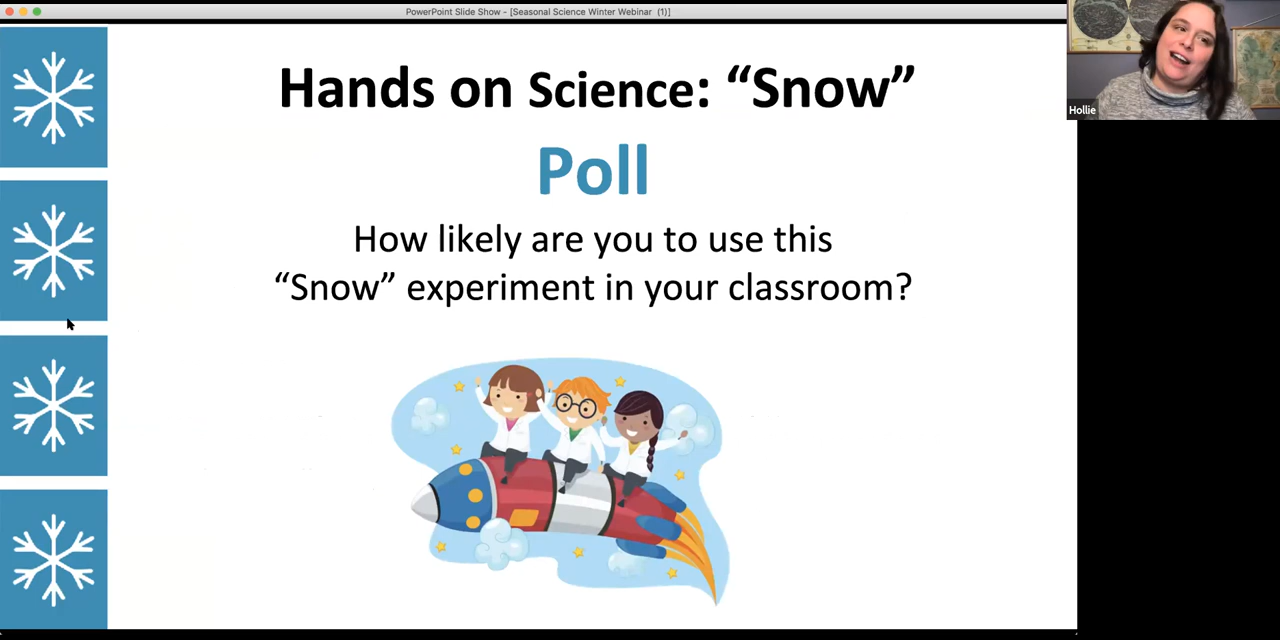 PowerPoint Slide Show - [Seasonal Science Winter Webinar (1)]
Hands on Science: “Snow”
Poll
How likely are you to use this
“Snow” experiment in your classroom?
Hollie